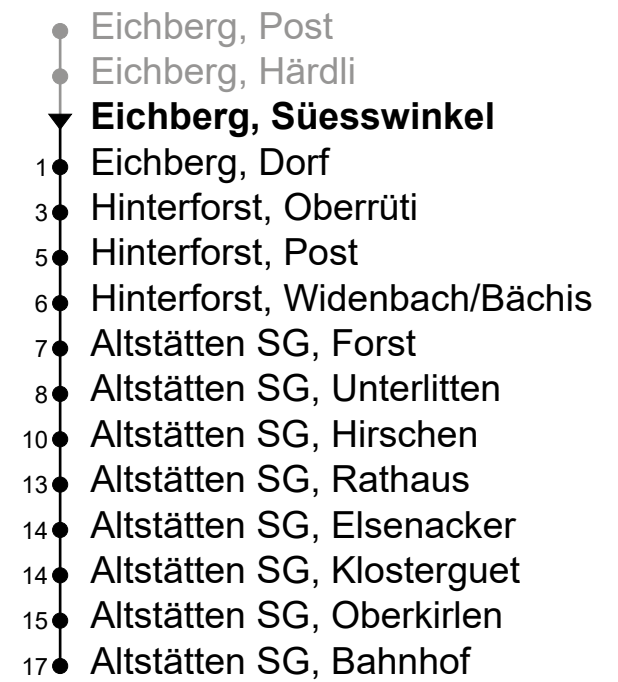 Eichberg, Post
Eichberg, Härdli
Eichberg, Süesswinkel
1 Eichberg, Dorf
3 Hinterforst, Oberrüti
5 Hinterforst, Post
6 Hinterforst, Widenbach/Bächis
7 Altstätten SG, Forst
8 Altstätten SG, Unterlitten
10 Altstätten SG, Hirschen
13 Altstätten SG, Rathaus
14 Altstätten SG, Elsenacker
14 Altstätten SG, Klosterguet
15 Altstätten SG, Oberkirlen
17 Altstätten SG, Bahnhof